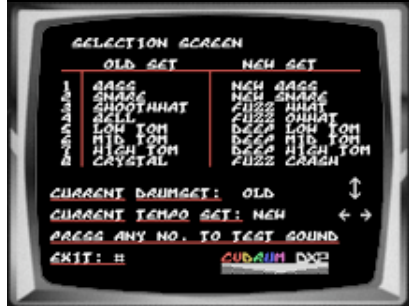 SELECTION SCREEN
OLD SET NEW SET
1 BASS NEW BASS
2 SNARE NEW SNARE
3 SHOOTHHAT FUZZ HHAT
4 BELL FUZZ OHHAT
5 LOW TOM DEEP LOW TOM
6 MID TOM DEEP MID TOM
7 HIGH TOM DEEP HIGH TOM
8 CRYSTAL FUZZ CRASH
CURRENT DRUMSET: OLD
CURRENT TEMPO SET: NEW
PRESS ANY NO. TO TEST SOUND
EXIT: #
CUDRUM DXP